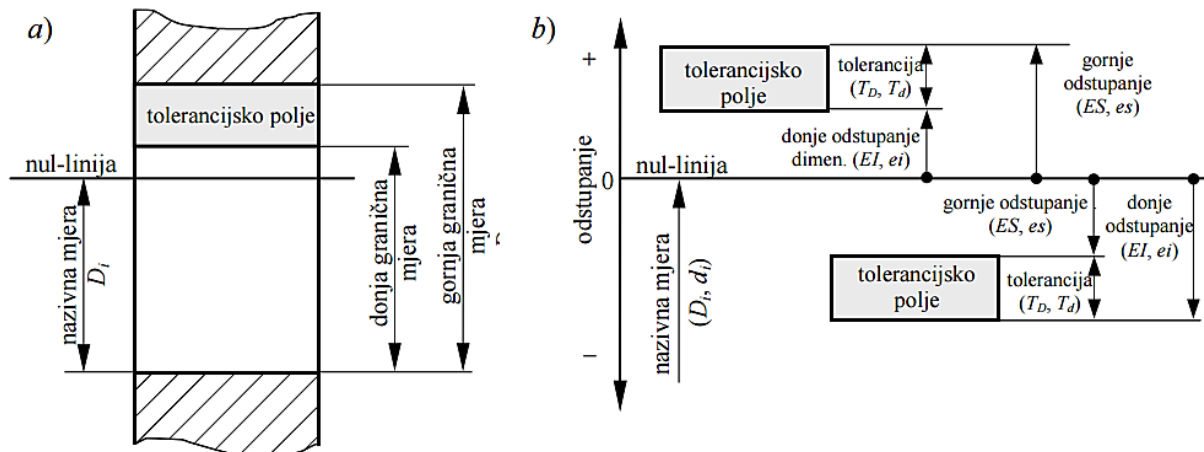 a)
tolerancijsko polje
nul-linija
nazivna mjera
D_i
donja granična
mjera
gornja granična
mjera
b)
+
odstupanje
0
–
tolerancijsko
polje
tolerancija
(T_D, T_d)
gornje
odstupanje
(ES, es)
donje odstupanje
dimen. (EI, ei)
nul-linija
nazivna mjera
(D_i, d_i)
gornje odstupanje
(ES, es)
donje
odstupanje
(EI, ei)
tolerancijsko
polje
tolerancija
(T_D, T_d)